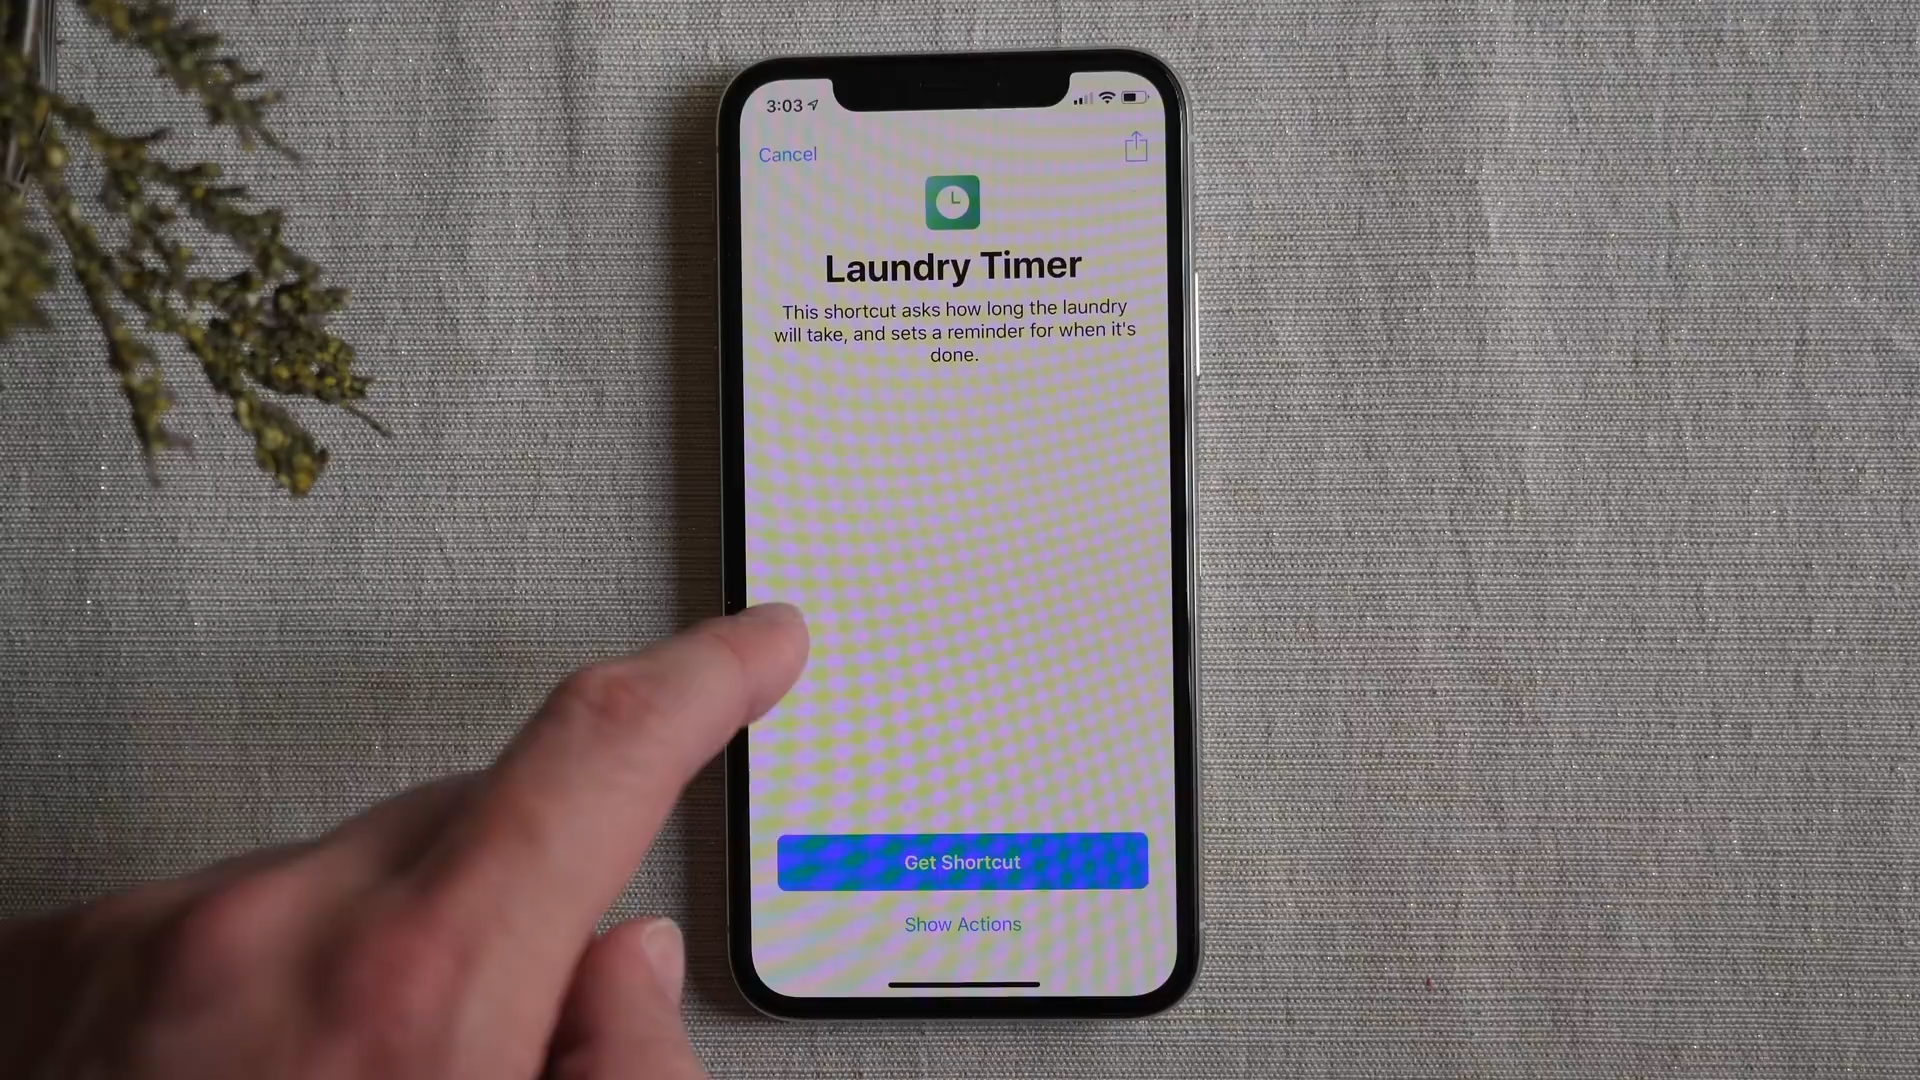 3:03
Cancel
Laundry Timer
This shortcut asks how long the laundry
will take, and sets a reminder for when it's
done.
Get Shortcut
Show Actions